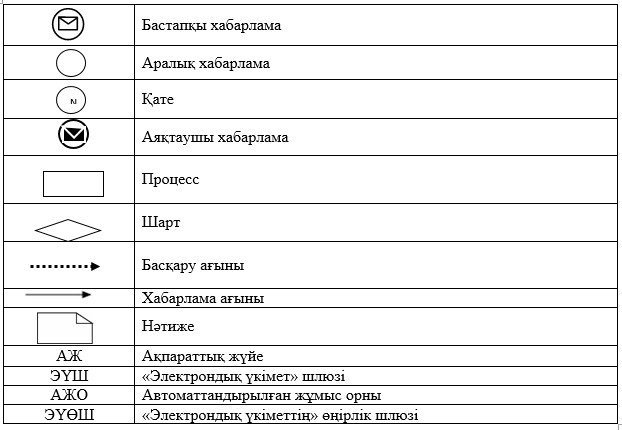 Бастапқы хабарлама
Аралық хабарлама
N Қате
Аяқтаушы хабарлама
Процесс
Шарт
Басқару ағыны
Хабарлама ағыны
Нәтиже
АЖ Ақпараттық жүйе
ЭҮШ «Электрондық үкімет» шлюзі
АЖО Автоматтандырылған жұмыс орны
ЭҮӨШ «Электрондық үкіметтің» өңірлік шлюзі